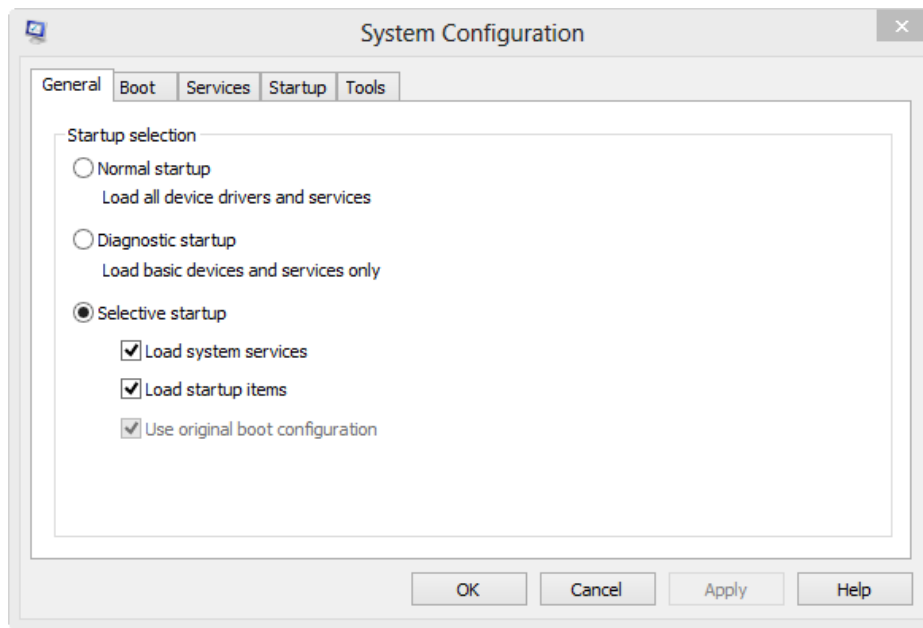 System Configuration
General Boot Services Startup Tools
Startup selection
Normal startup
Load all device drivers and services
Diagnostic startup
Load basic devices and services only
Selective startup
Load system services
Load startup items
Use original boot configuration
OK Cancel Apply Help